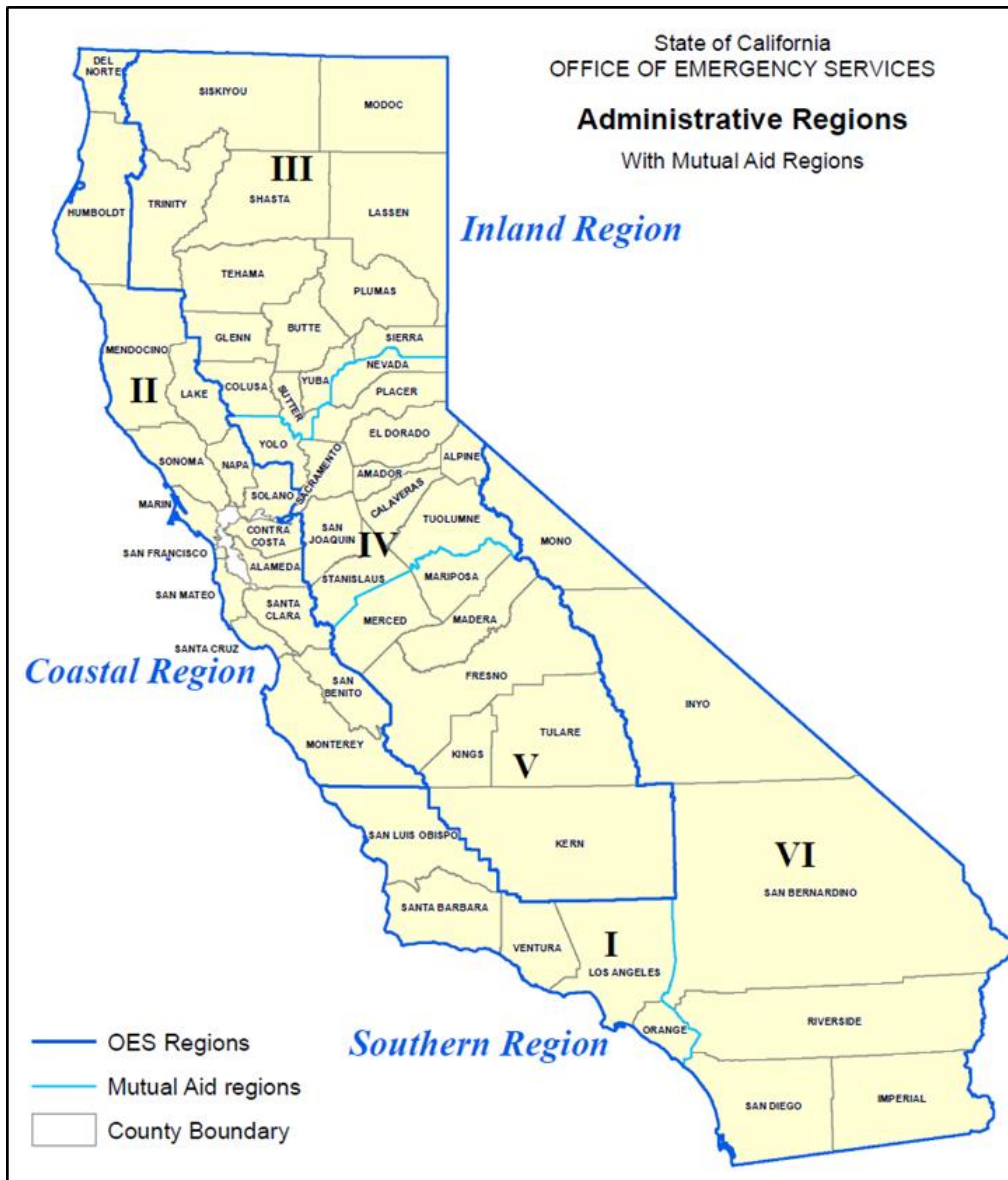 State of California
OFFICE OF EMERGENCY SERVICES
Administrative Regions
With Mutual Aid Regions
DEL
NORTE
SISKIYOU
MODOC
III
HUMBOLDT
TRINITY
SHASTA
LASSEN
Inland Region
TEHAMA
PLUMAS
GLENN
BUTTE
SIERRA
MENDOCINO
NEVADA
II
LAKE
COLUSA
SUTTER
YUBA
PLACER
YOLO
EL DORADO
SONOMA
NAPA
SACRAMENTO
AMADOR
ALPINE
SOLANO
CALAVERAS
MARIN
CONTRA
COSTA
SAN
JOAQUIN
TUOLUMNE
IV
MONO
SAN FRANCISCO
ALAMEDA
STANISLAUS
MARIPOSA
SAN MATEO
SANTA
CLARA
MERCED
MADERA
SANTA CRUZ
Coastal Region
SAN
BENITO
FRESNO
INYO
MONTEREY
KINGS
TULARE
V
SAN LUIS OBISPO
KERN
VI
SAN BERNARDINO
SANTA BARBARA
VENTURA
I
LOS ANGELES
ORANGE
RIVERSIDE
Southern Region
SAN DIEGO
IMPERIAL
OES Regions
Mutual Aid regions
County Boundary